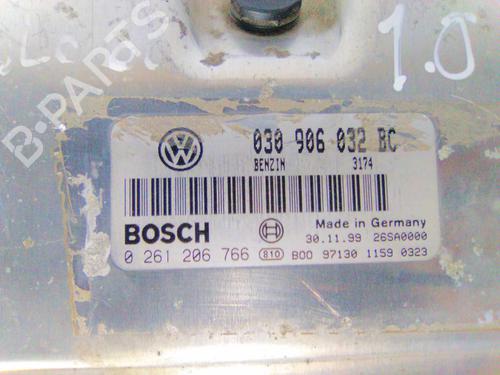 1.0
B-PARTS
030 906 032 BC
BENZIN 3174
BOSCH
Made in Germany
30.11.99 26SA0000
0 261 206 766 810 B00 97130 1159 0323